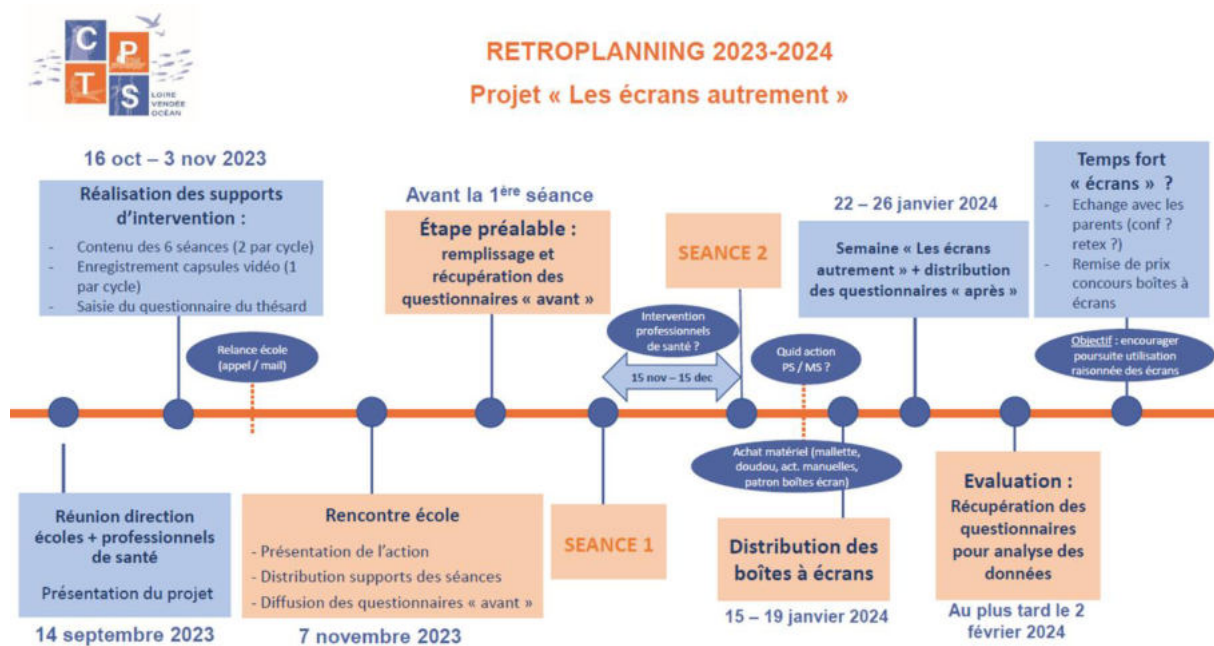 C
P
T
S
LOIRE
VENDÉE
OCÉAN
RETROPLANNING 2023-2024
Projet « Les écrans autrement »
16 oct – 3 nov 2023
Réalisation des supports
d’intervention :
- Contenu des 6 séances (2 par cycle)
- Enregistrement capsules vidéo (1
par cycle)
- Saisie du questionnaire du thésard
Relance école
(appel / mail)
Avant la 1ère séance
Étape préalable :
remplissage et
récupération des
questionnaires « avant »
Intervention
professionnels
de santé ?
15 nov – 15 dec
SEANCE 2
Quid action
PS / MS ?
22 – 26 janvier 2024
Semaine « Les écrans
autrement » + distribution
des questionnaires « après »
Temps fort
« écrans » ?
- Echange avec les
parents (conf ?
retex ?)
- Remise de prix
concours boîtes à
écrans
Objectif : encourager
poursuite utilisation
raisonnée des écrans
Réunion direction
écoles + professionnels
de santé
Présentation du projet
14 septembre 2023
Rencontre école
- Présentation de l’action
- Distribution supports des séances
- Diffusion des questionnaires « avant »
7 novembre 2023
SEANCE 1
Achat matériel (mallette,
doudou, act. manuelles,
patron boîtes écran)
Distribution des
boîtes à écrans
15 – 19 janvier 2024
Evaluation :
Récupération des
questionnaires
pour analyse des
données
Au plus tard le 2
février 2024